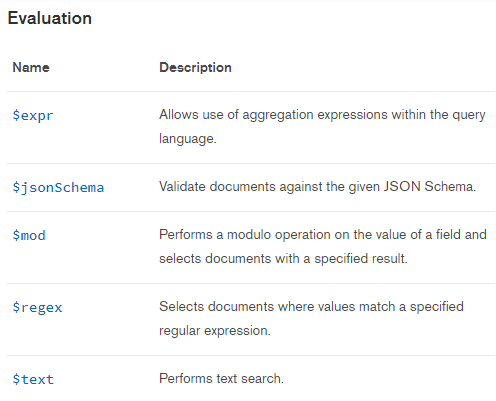 Evaluation
Name Description
$expr Allows use of aggregation expressions within the query
language.
$jsonSchema Validate documents against the given JSON Schema.
$mod Performs a modulo operation on the value of a field and
selects documents with a specified result.
$regex Selects documents where values match a specified
regular expression.
$text Performs text search.